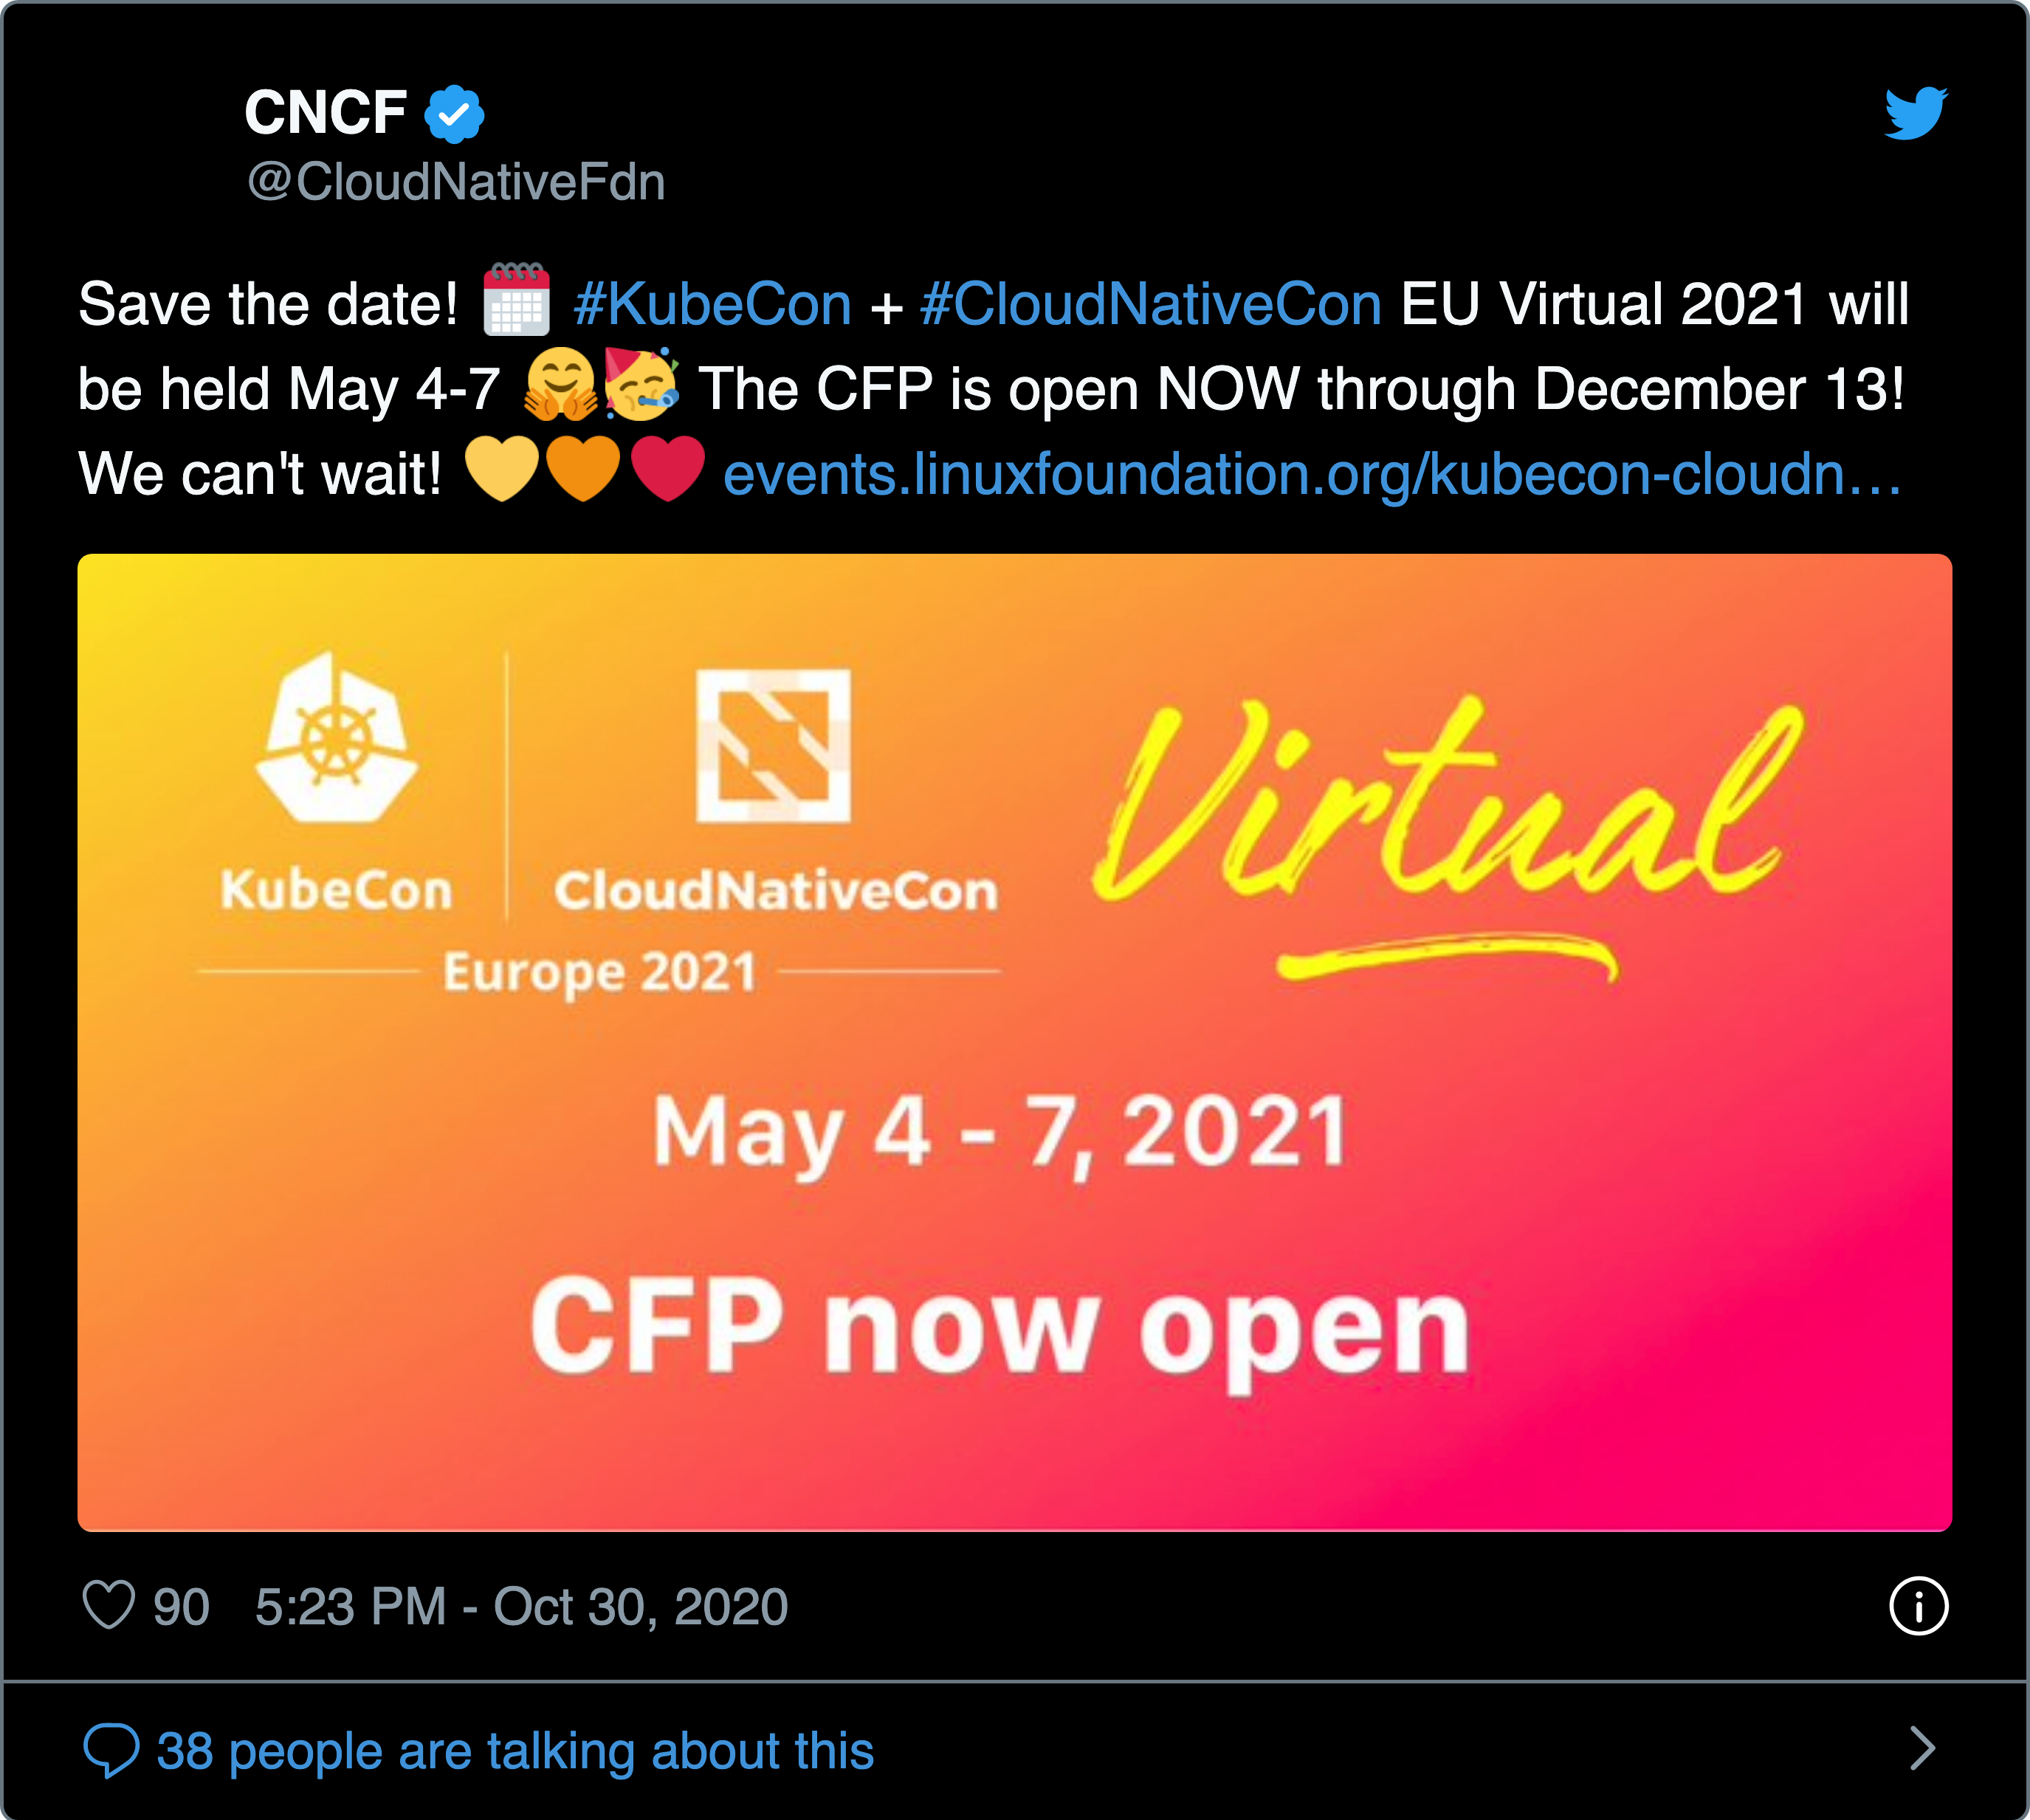 CNCF
@CloudNativeFdn
Save the date! 🗓 #KubeCon + #CloudNativeCon EU Virtual 2021 will
be held May 4-7 🤗🥳 The CFP is open NOW through December 13!
We can't wait! 💛🧡❤️ events.linuxfoundation.org/kubecon-cloudn…
KubeCon
CloudNativeCon
Virtual
Europe 2021
May 4 - 7, 2021
CFP now open
90 5:23 PM - Oct 30, 2020
38 people are talking about this